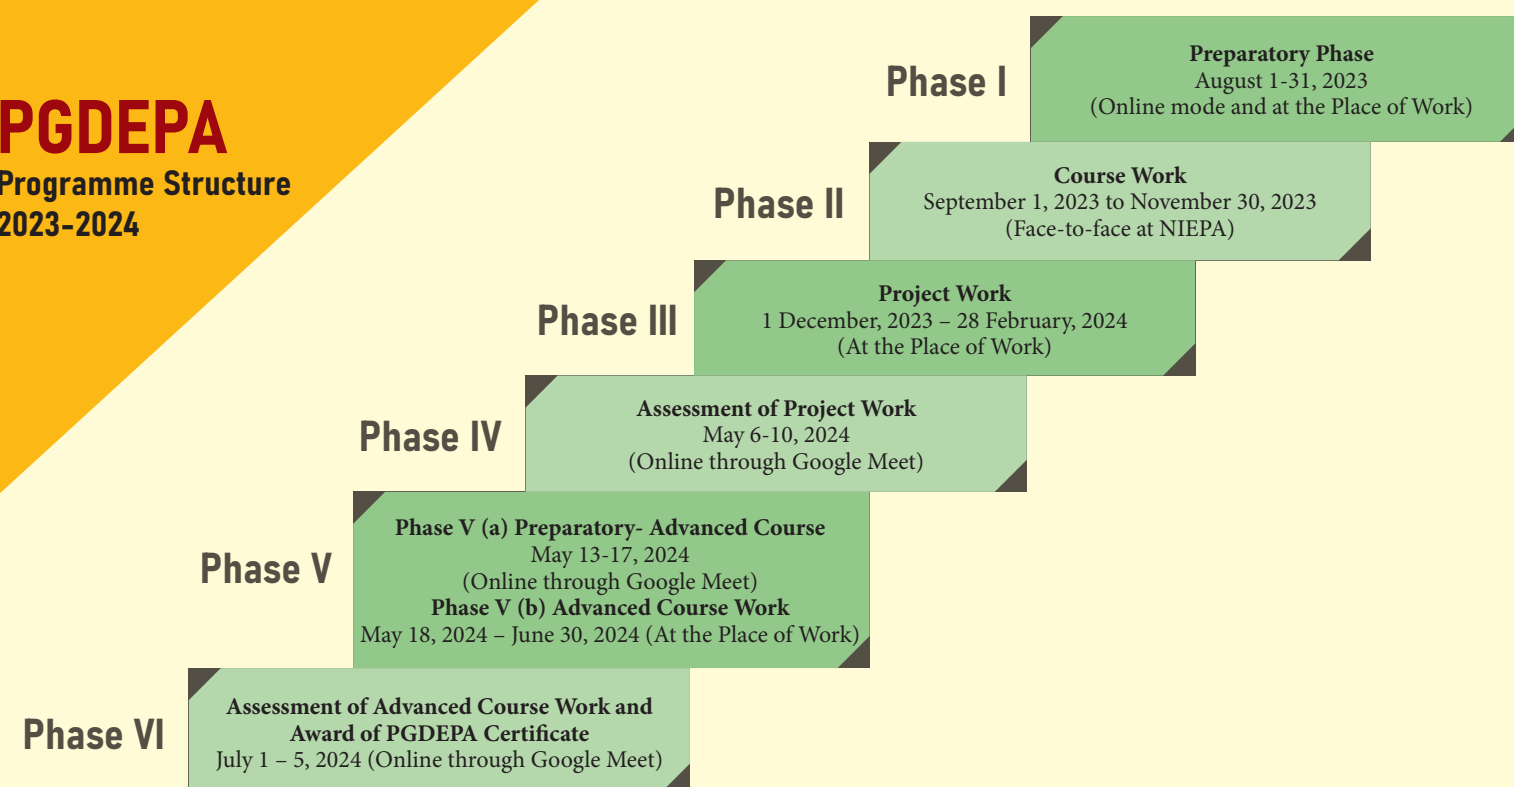 PGDEPA
Programme Structure
2023-2024
Phase I
Preparatory Phase
August 1-31, 2023
(Online mode and at the Place of Work)
Phase II
Course Work
September 1, 2023 to November 30, 2023
(Face-to-face at NIEPA)
Phase III
Project Work
1 December, 2023 – 28 February, 2024
(At the Place of Work)
Phase IV
Assessment of Project Work
May 6-10, 2024
(Online through Google Meet)
Phase V
Phase V (a) Preparatory- Advanced Course
May 13-17, 2024
(Online through Google Meet)
Phase V (b) Advanced Course Work
May 18, 2024 – June 30, 2024 (At the Place of Work)
Phase VI
Assessment of Advanced Course Work and
Award of PGDEPA Certificate
July 1 – 5, 2024 (Online through Google Meet)